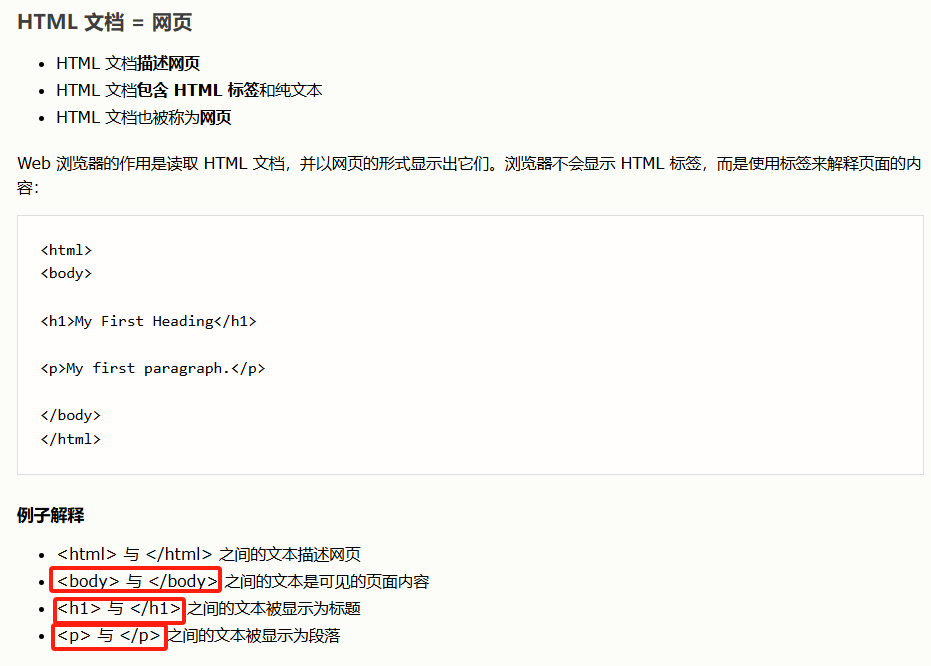 HTML 文档 = 网页
HTML 文档描述网页
HTML 文档包含 HTML 标签和纯文本
HTML 文档也被称为网页
Web 浏览器的作用是读取 HTML 文档，并以网页的形式显示出它们。浏览器不会显示 HTML 标签，而是使用标签来解释页面的内
容：
<html>
<body>
<h1>My First Heading</h1>
<p>My first paragraph.</p>
</body>
</html>
例子解释
<html> 与 </html> 之间的文本描述网页
<body> 与 </body> 之间的文本是可见的页面内容
<h1> 与 </h1> 之间的文本被显示为标题
<p> 与 </p> 之间的文本被显示为段落